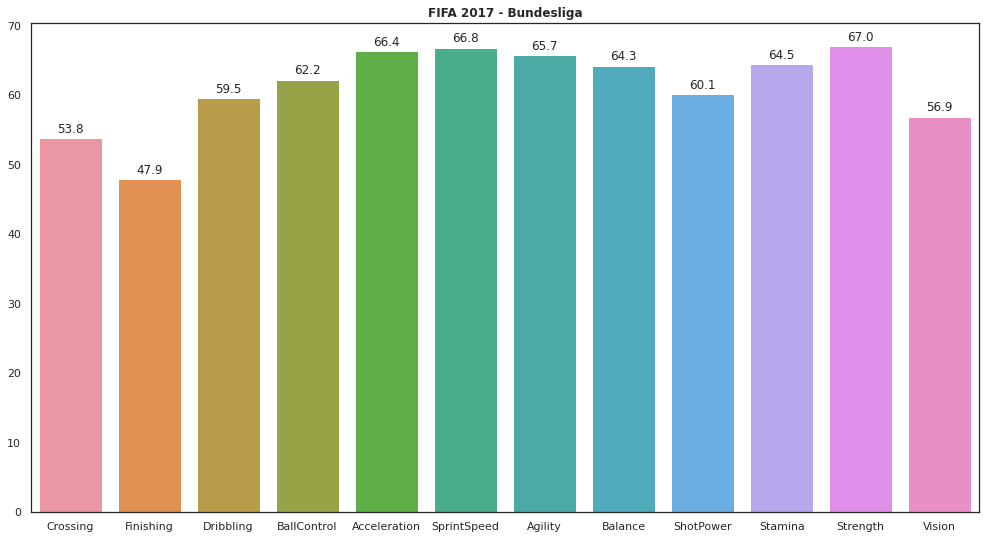 FIFA 2017 - Bundesliga
70
60
50
40
30
20
10
0
53.8
47.9
59.5
62.2
66.4
66.8
65.7
64.3
60.1
64.5
67.0
56.9
Crossing
Finishing
Dribbling
BallControl
Acceleration
SprintSpeed
Agility
Balance
ShotPower
Stamina
Strength
Vision